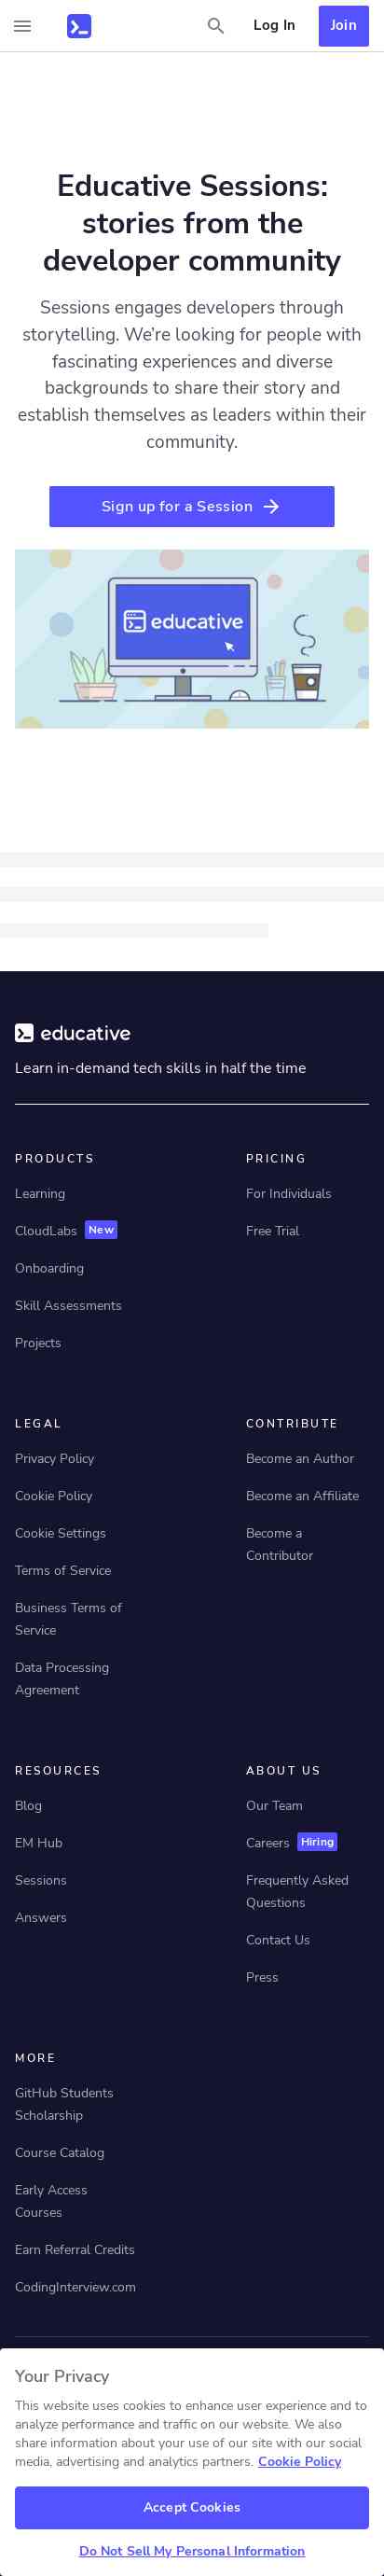 Log In
Join
Educative Sessions:
stories from the
developer community
Sessions engages developers through
storytelling. We're looking for people with
fascinating experiences and diverse
backgrounds to share their story and
establish themselves as leaders within their
community.
Sign up for a Session
educative
educative
Learn in-demand tech skills in half the time
PRODUCTS
Learning
CloudLabs New
Onboarding
Skill Assessments
Projects
PRICING
For Individuals
Free Trial
LEGAL
Privacy Policy
Cookie Policy
Cookie Settings
Terms of Service
Business Terms of
Service
Data Processing
Agreement
CONTRIBUTE
Become an Author
Become an Affiliate
Become a
Contributor
RESOURCES
Blog
EM Hub
Sessions
Answers
ABOUT US
Our Team
Careers Hiring
Frequently Asked
Questions
Contact Us
Press
MORE
GitHub Students
Scholarship
Course Catalog
Early Access
Courses
Earn Referral Credits
CodingInterview.com
Your Privacy
This website uses cookies to enhance user experience and to
analyze performance and traffic on our website. We also
share information about your use of our site with our social
media, advertising and analytics partners. Cookie Policy
Accept Cookies
Do Not Sell My Personal Information